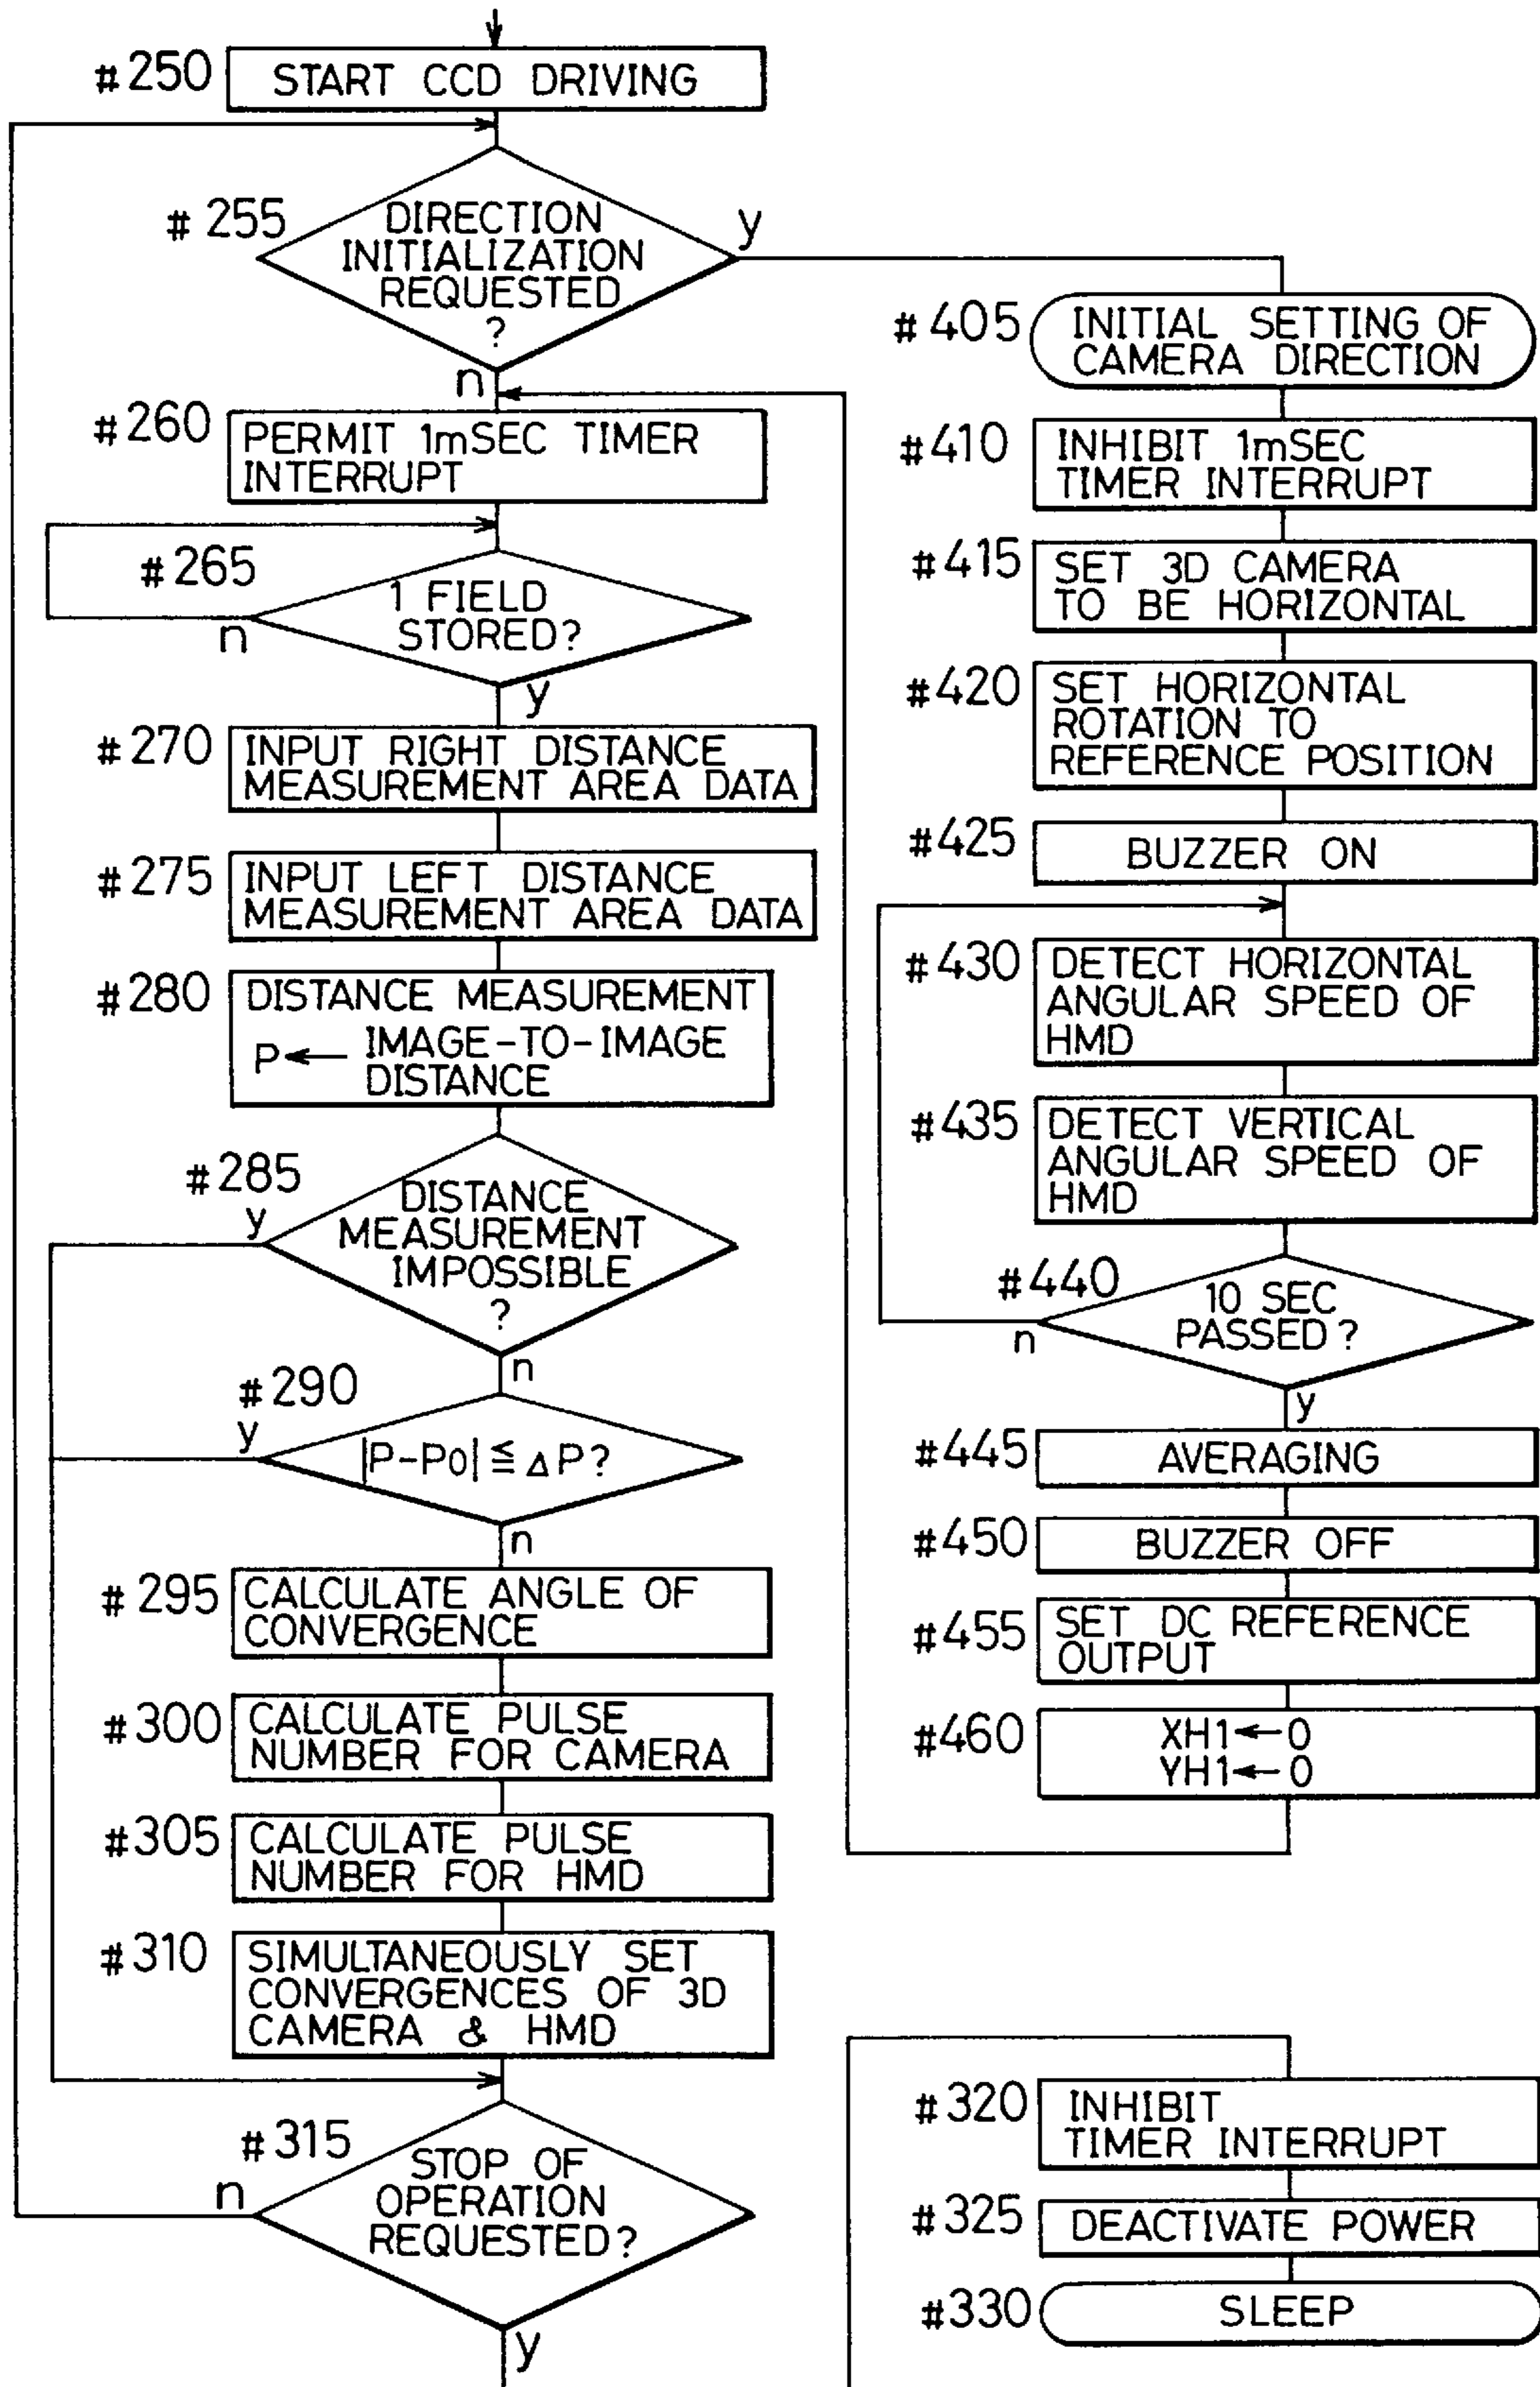 #250
START CCD DRIVING
#255
DIRECTION
INITIALIZATION
REQUESTED
?
y
n
#260
PERMIT 1mSEC TIMER
INTERRUPT
#265
1 FIELD
STORED?
n
y
#270
INPUT RIGHT DISTANCE
MEASUREMENT AREA DATA
#275
INPUT LEFT DISTANCE
MEASUREMENT AREA DATA
#280
DISTANCE MEASUREMENT
P← IMAGE-TO-IMAGE
DISTANCE
#285
y
DISTANCE
MEASUREMENT
IMPOSSIBLE
?
n
#290
y
|P-P0|≦ΔP?
n
#295
CALCULATE ANGLE OF
CONVERGENCE
#300
CALCULATE PULSE
NUMBER FOR CAMERA
#305
CALCULATE PULSE
NUMBER FOR HMD
#310
SIMULTANEOUSLY SET
CONVERGENCES OF 3D
CAMERA & HMD
#315
n
STOP OF
OPERATION
REQUESTED?
y
#405
INITIAL SETTING OF
CAMERA DIRECTION
#410
INHIBIT 1mSEC
TIMER INTERRUPT
#415
SET 3D CAMERA
TO BE HORIZONTAL
#420
SET HORIZONTAL
ROTATION TO
REFERENCE POSITION
#425
BUZZER ON
#430
DETECT HORIZONTAL
ANGULAR SPEED OF
HMD
#435
DETECT VERTICAL
ANGULAR SPEED OF
HMD
#440
10 SEC
PASSED?
n
y
#445
AVERAGING
#450
BUZZER OFF
#455
SET DC REFERENCE
OUTPUT
#460
XH1←0
YH1←0
#320
INHIBIT
TIMER INTERRUPT
#325
DEACTIVATE POWER
#330
SLEEP